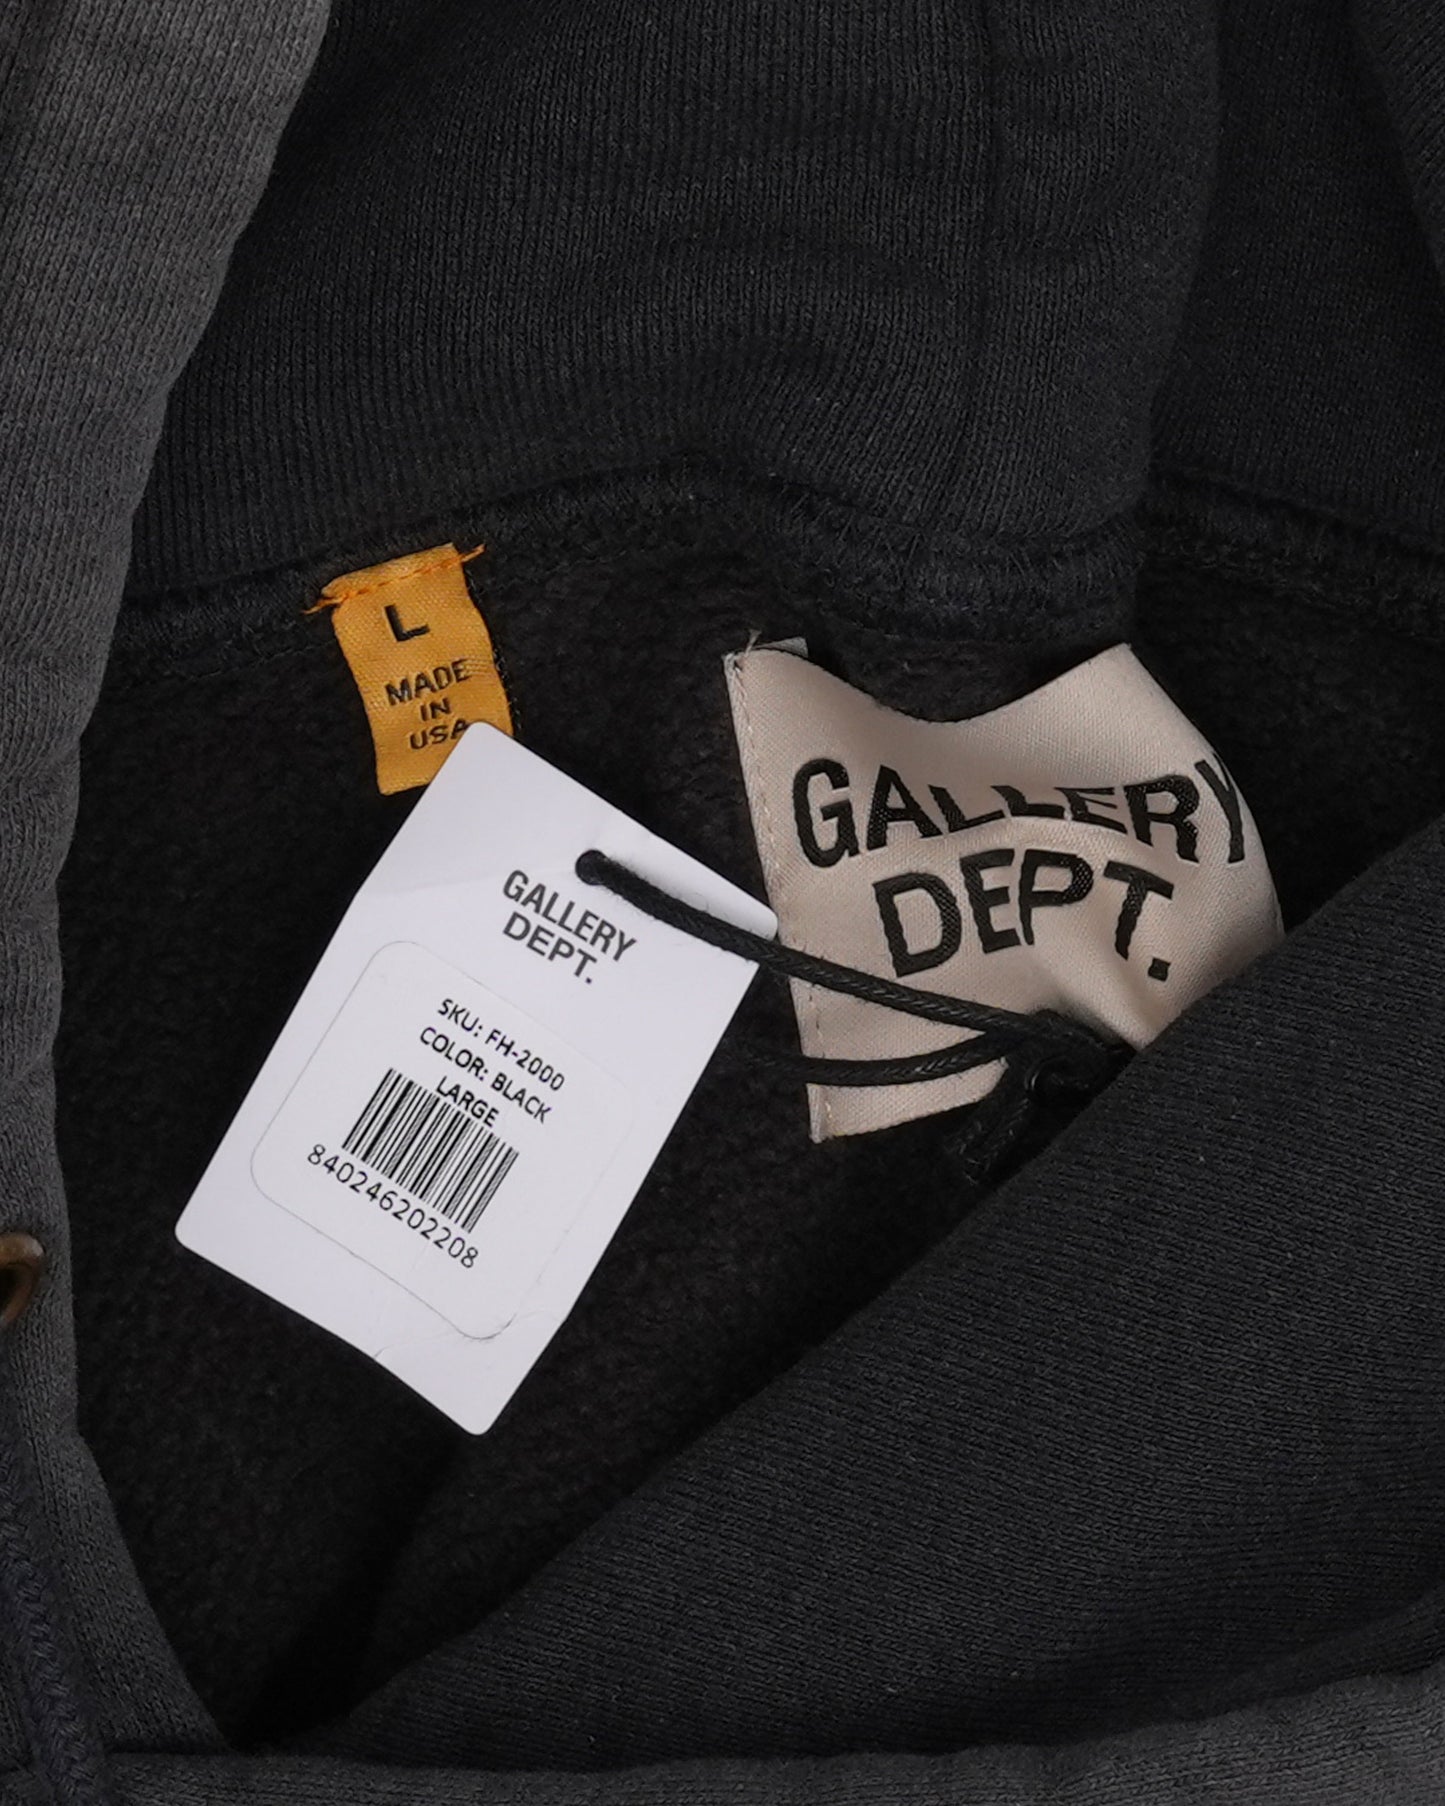 L
MADE
IN
USA
GALLERY
DEPT.
GALLERY
DEPT.
SKU: FH-2000
COLOR: BLACK
LARGE
840246202208